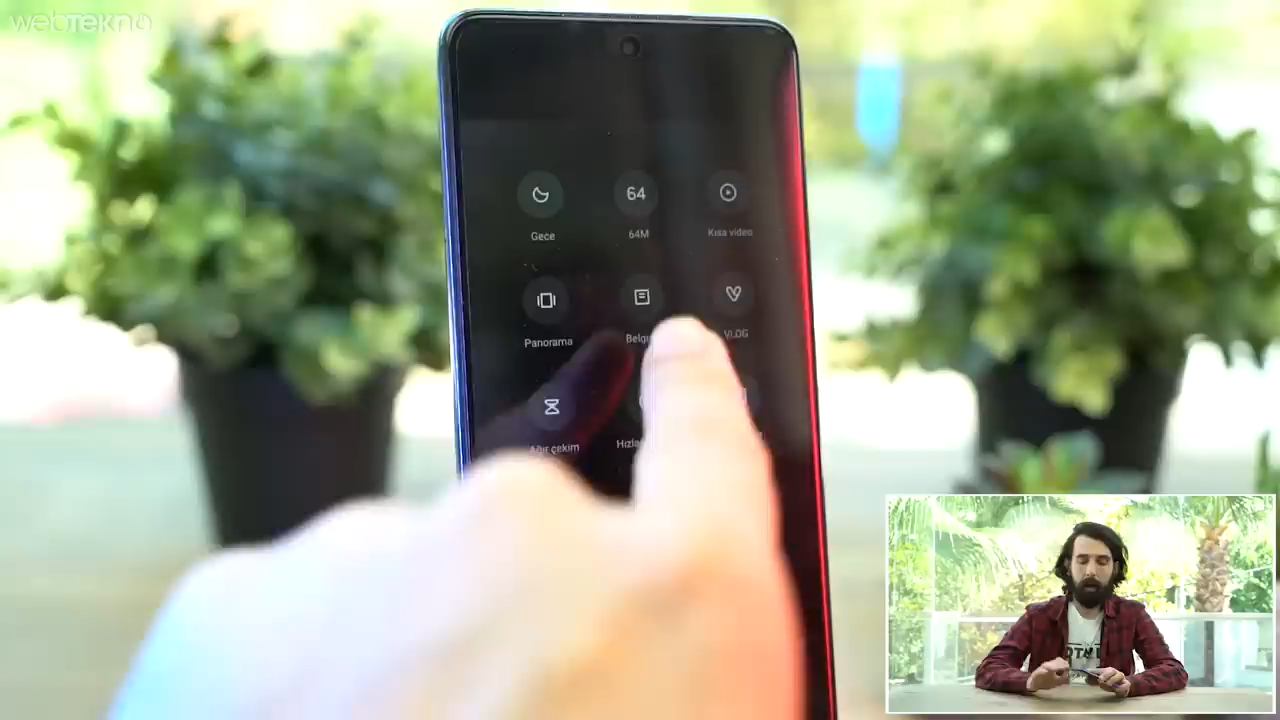 webtekno
Gece
64
64M
Kısa video
Panorama
VLOG
Ağır çekim